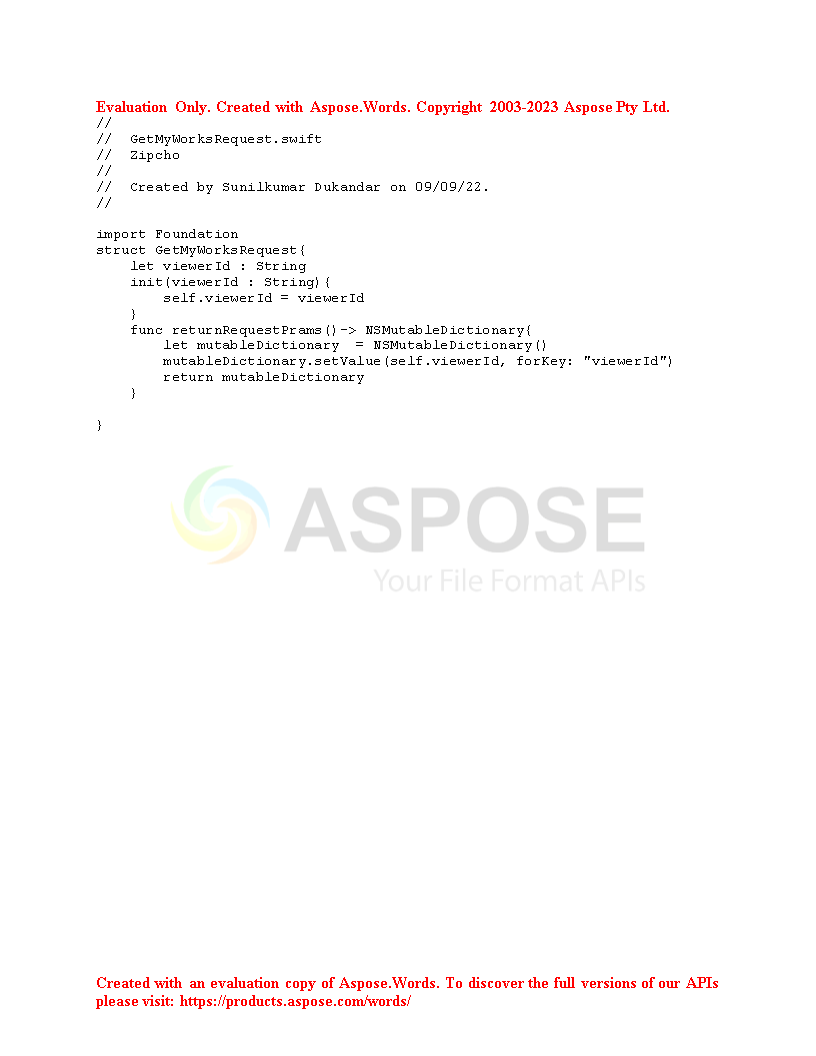 Evaluation Only. Created with Aspose.Words. Copyright 2003-2023 Aspose Pty Ltd.
//
//  GetMyWorksRequest.swift
//  Zipcho
//
//  Created by Sunilkumar Dukandar on 09/09/22.
//

import Foundation
struct GetMyWorksRequest{
    let viewerId : String
    init(viewerId : String){
        self.viewerId = viewerId
    }
    func returnRequestPrams()-> NSMutableDictionary{
        let mutableDictionary  = NSMutableDictionary()
        mutableDictionary.setValue(self.viewerId, forKey: "viewerId")
        return mutableDictionary
    }

}
ASPOSE
Your File Format APIs
Created with an evaluation copy of Aspose.Words. To discover the full versions of our APIs
please visit: https://products.aspose.com/words/